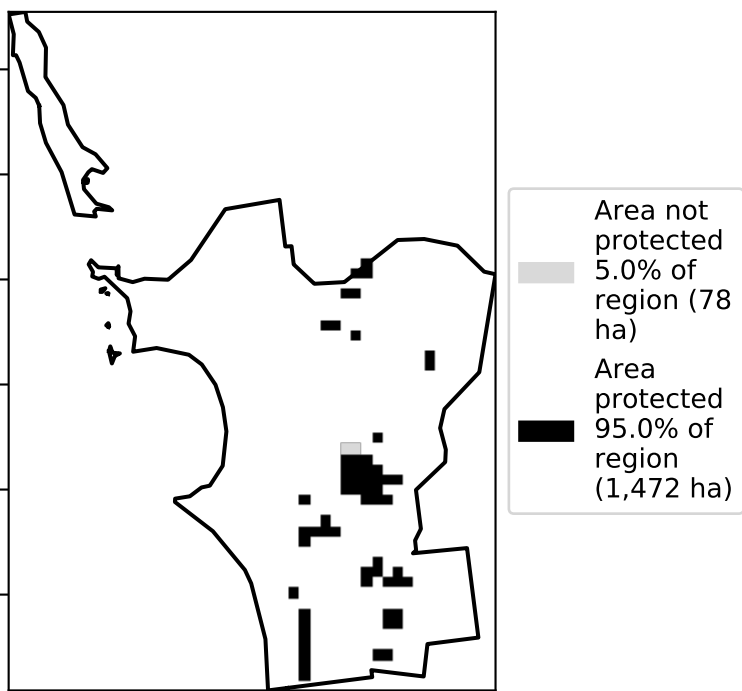 Area not
protected
5.0% of
region (78
ha)
Area
protected
95.0% of
region
(1,472 ha)